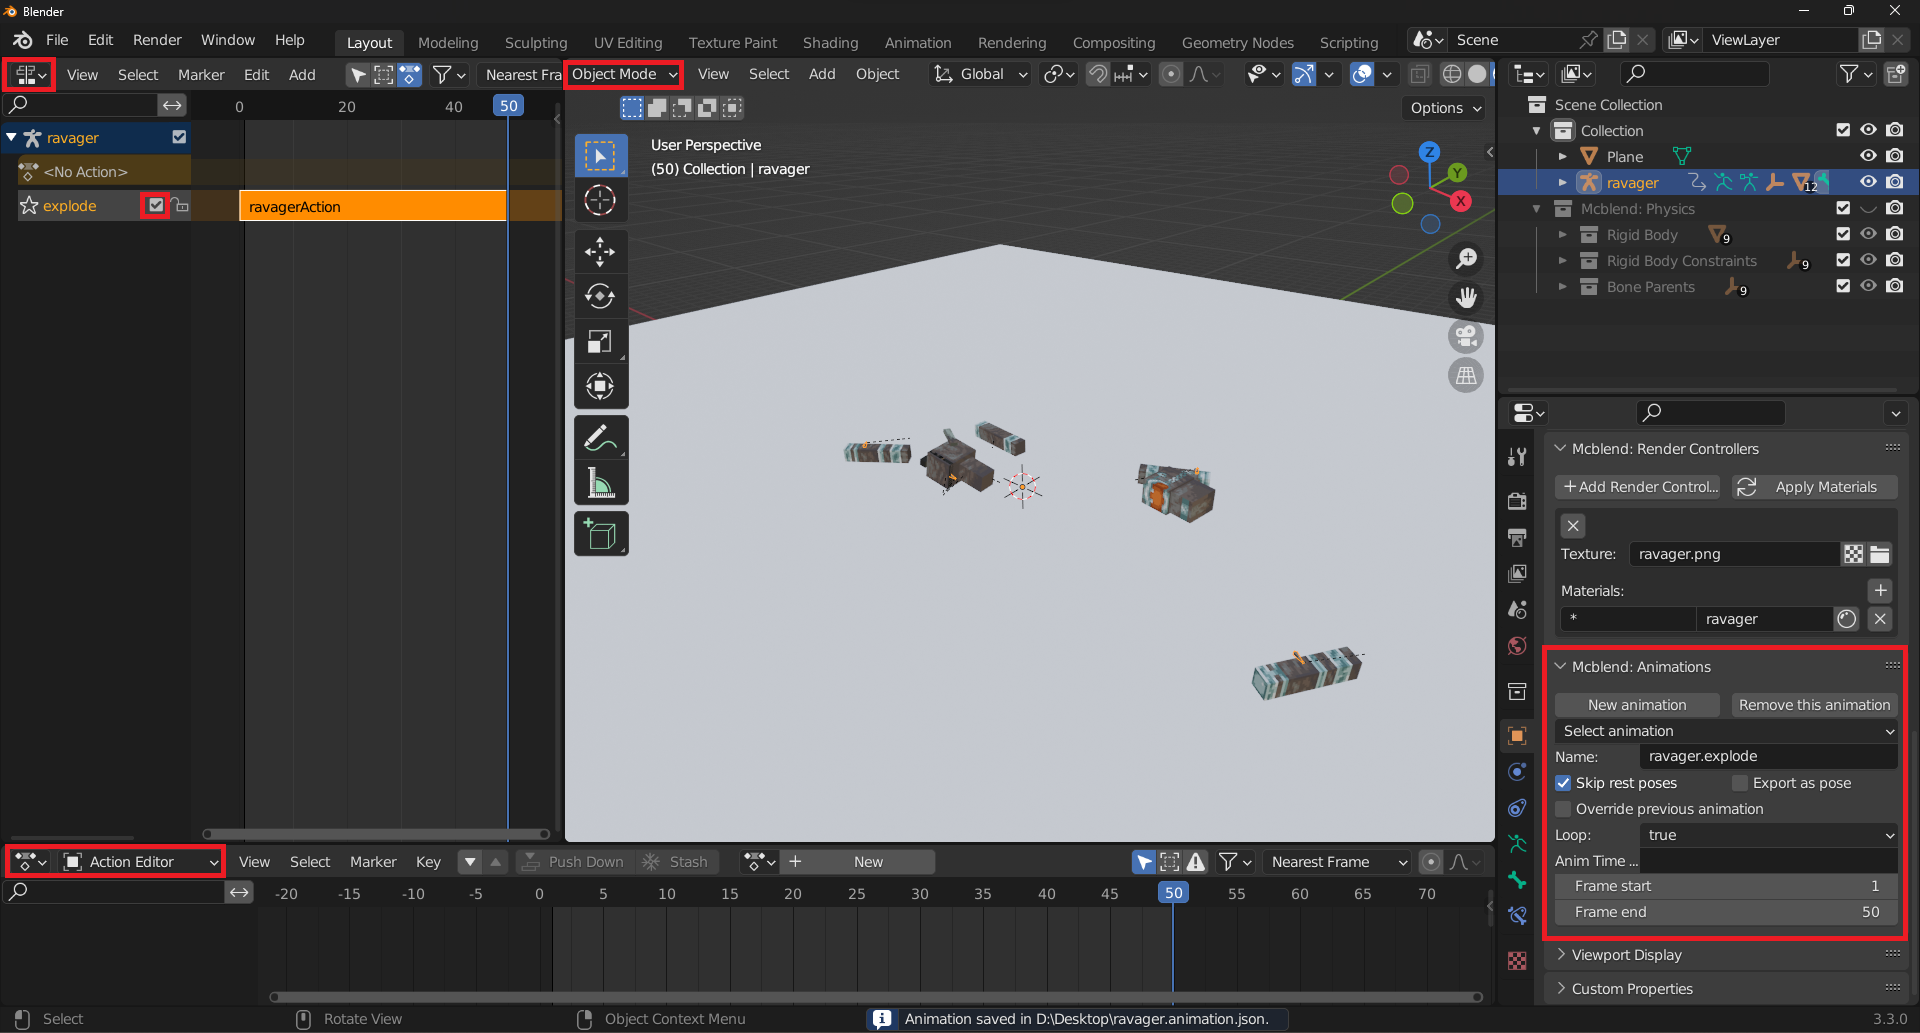 Blender
File Edit Render Window Help Layout Modeling Sculpting UV Editing Texture Paint Shading Animation Rendering Compositing Geometry Nodes Scripting Scene ViewLayer
View Select Marker Edit Add Nearest Fra
0 20 40 50
ravager
<No Action>
explode ravagerAction
Object Mode View Select Add Object Global
Options
User Perspective
(50) Collection | ravager
Z
Y
X
Scene Collection
Collection
Plane
ravager 12
Mcblend: Physics
Rigid Body 9
Rigid Body Constraints 9
Bone Parents 9
Mcblend: Render Controllers
Add Render Control... Apply Materials
Texture: ravager.png
Materials:
* ravager
Mcblend: Animations
New animation Remove this animation
Select animation
Name: ravager.explode
Skip rest poses Export as pose
Override previous animation
Loop: true
Anim Time ...
Frame start 1
Frame end 50
Viewport Display
Custom Properties
Action Editor View Select Marker Key Push Down Stash New Nearest Frame
-20 -15 -10 -5 0 5 10 15 20 25 30 35 40 45 50 55 60 65 70
Select Rotate View Object Context Menu Animation saved in D:\Desktop\ravager.animation.json. 3.3.0